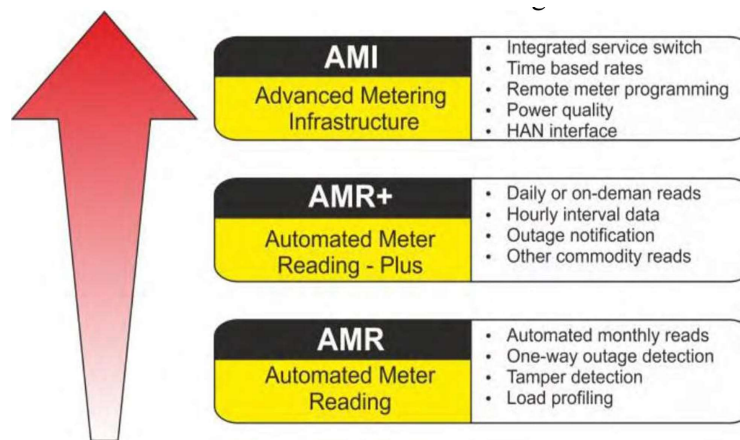 AMI
Advanced Metering
Infrastructure
• Integrated service switch
• Time based rates
• Remote meter programming
• Power quality
• HAN interface
AMR+
Automated Meter
Reading - Plus
• Daily or on-deman reads
• Hourly interval data
• Outage notification
• Other commodity reads
AMR
Automated Meter
Reading
• Automated monthly reads
• One-way outage detection
• Tamper detection
• Load profiling